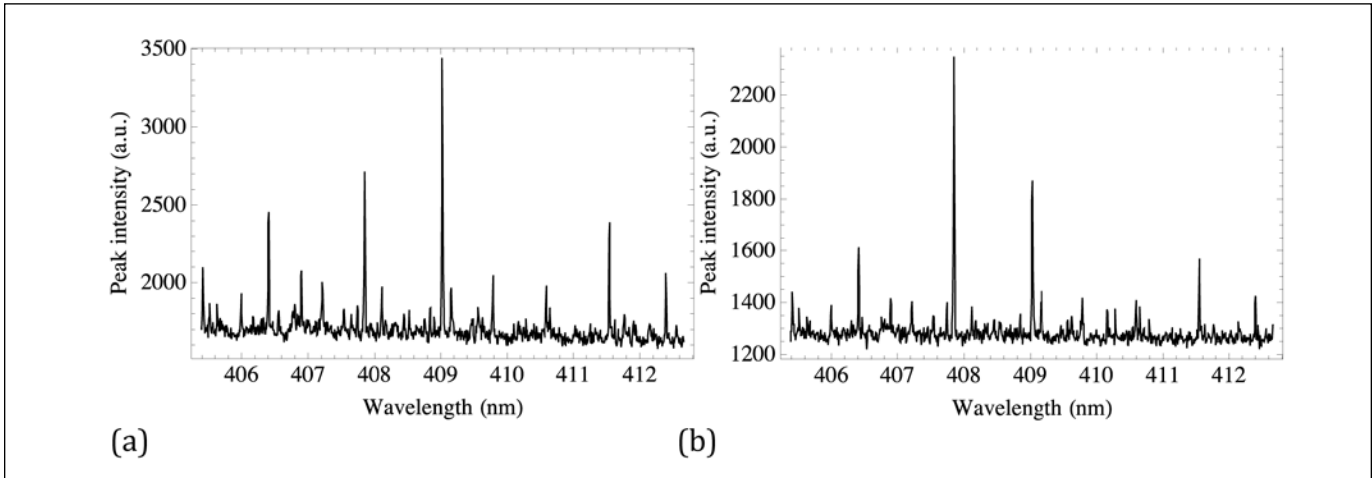 3500
3000
2500
2000
Peak intensity (a.u.)
406 407 408 409 410 411 412
Wavelength (nm)
(a)
2200
2000
1800
1600
1400
1200
Peak intensity (a.u.)
406 407 408 409 410 411 412
Wavelength (nm)
(b)